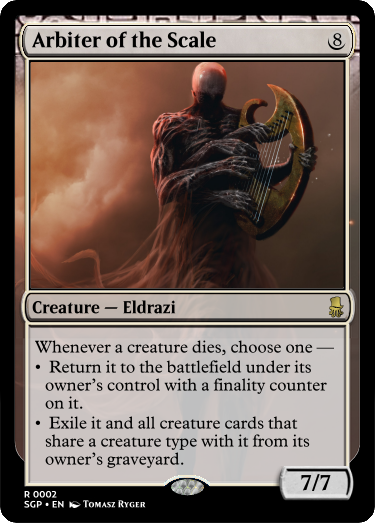 Arbiter of the Scale 8
Creature — Eldrazi
Whenever a creature dies, choose one —
• Return it to the battlefield under its
owner's control with a finality counter
on it.
• Exile it and all creature cards that
share a creature type with it from its
owner's graveyard.
7/7
R 0002
SGP • EN Tomasz Ryger